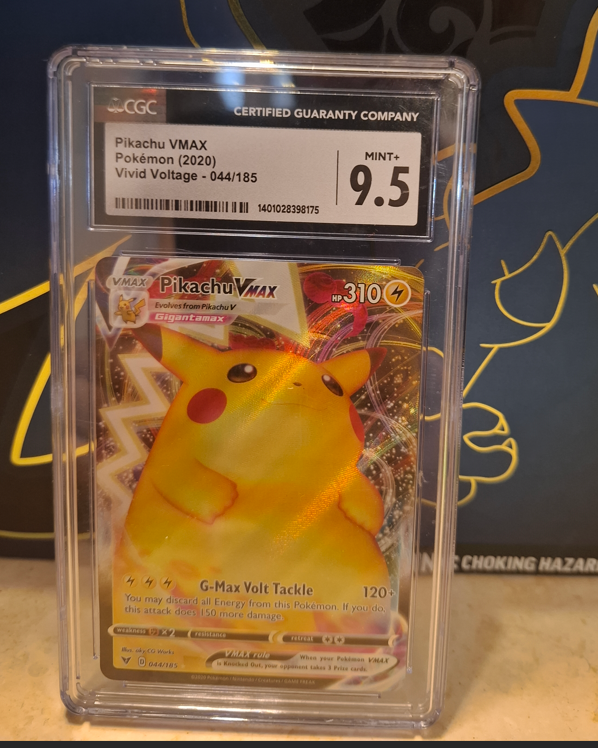 CGC
CERTIFIED GUARANTY COMPANY
Pikachu VMAX
Pokémon (2020)
Vivid Voltage - 044/185
MINT+
9.5
1401028398175
VMAX
Pikachu VMAX
HP 310
Evolves from Pikachu V
Gigantamax
G-Max Volt Tackle 120+
You may discard all Energy from this Pokémon. If you do,
this attack does 150 more damage.
weakness ×2 resistance retreat
VMAX rule
When your Pokémon VMAX
is Knocked Out, your opponent takes 3 Prize cards.
D 044/185
CHOKING HAZAR